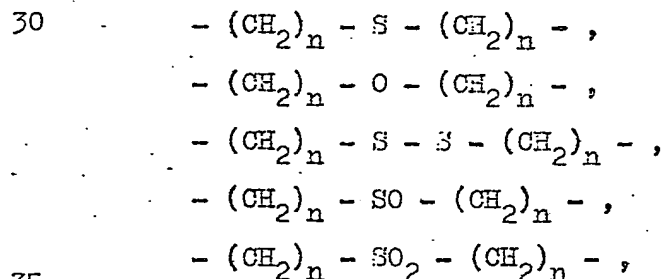 30 - (CH2)n - S - (CH2)n - ,
- (CH2)n - O - (CH2)n - ,
- (CH2)n - S - S - (CH2)n - ,
- (CH2)n - SO - (CH2)n - ,
35 - (CH2)n - SO2 - (CH2)n - ,